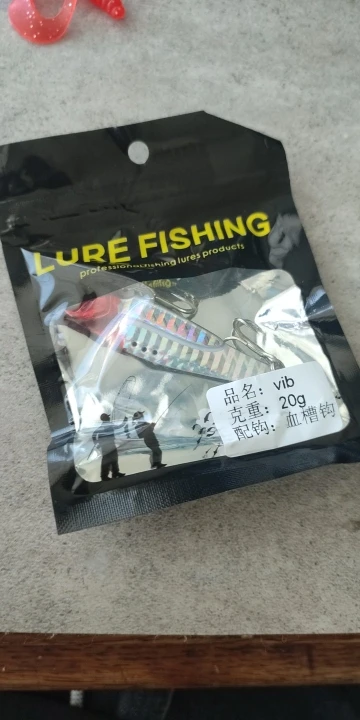 LURE FISHING
professional fishing lures products
品名: vib
克重: 20g
配钩: 血槽钩